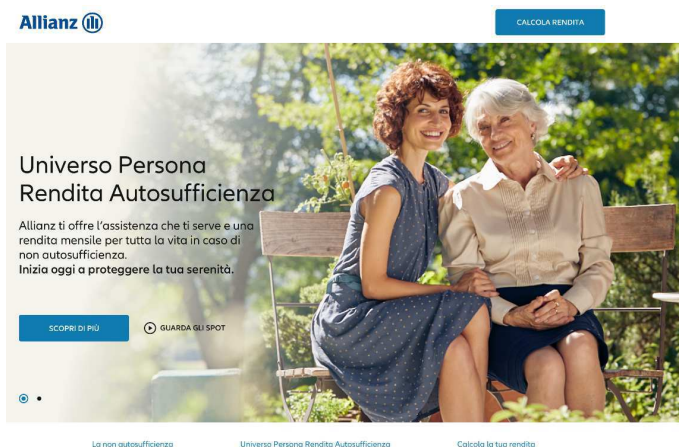 Allianz
CALCOLA RENDITA
Universo Persona
Rendita Autosufficienza
Allianz ti offre l'assistenza che ti serve e una
rendita mensile per tutta la vita in caso di
non autosufficienza.
Inizia oggi a proteggere la tua serenità.
SCOPRI DI PIÙ
GUARDA GLI SPOT
La non autosufficienza
Universo Persona Rendita Autosufficienza
Calcola la tua rendita